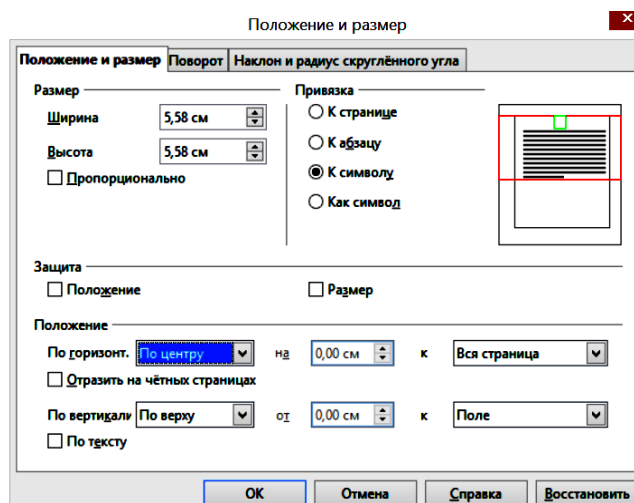 Положение и размер
x
Положение и размер Поворот Наклон и радиус скруглённого угла
Размер Привязка
Ширина 5,58 см К странице
Высота 5,58 см К абзацу
Пропорционально К символу
Как символ
Защита
Положение Размер
Положение
По горизонт. По центру на 0,00 см к Вся страница
Отразить на чётных страницах
По вертикали По верху от 0,00 см к Поле
По тексту
ОК Отмена Справка Восстановить